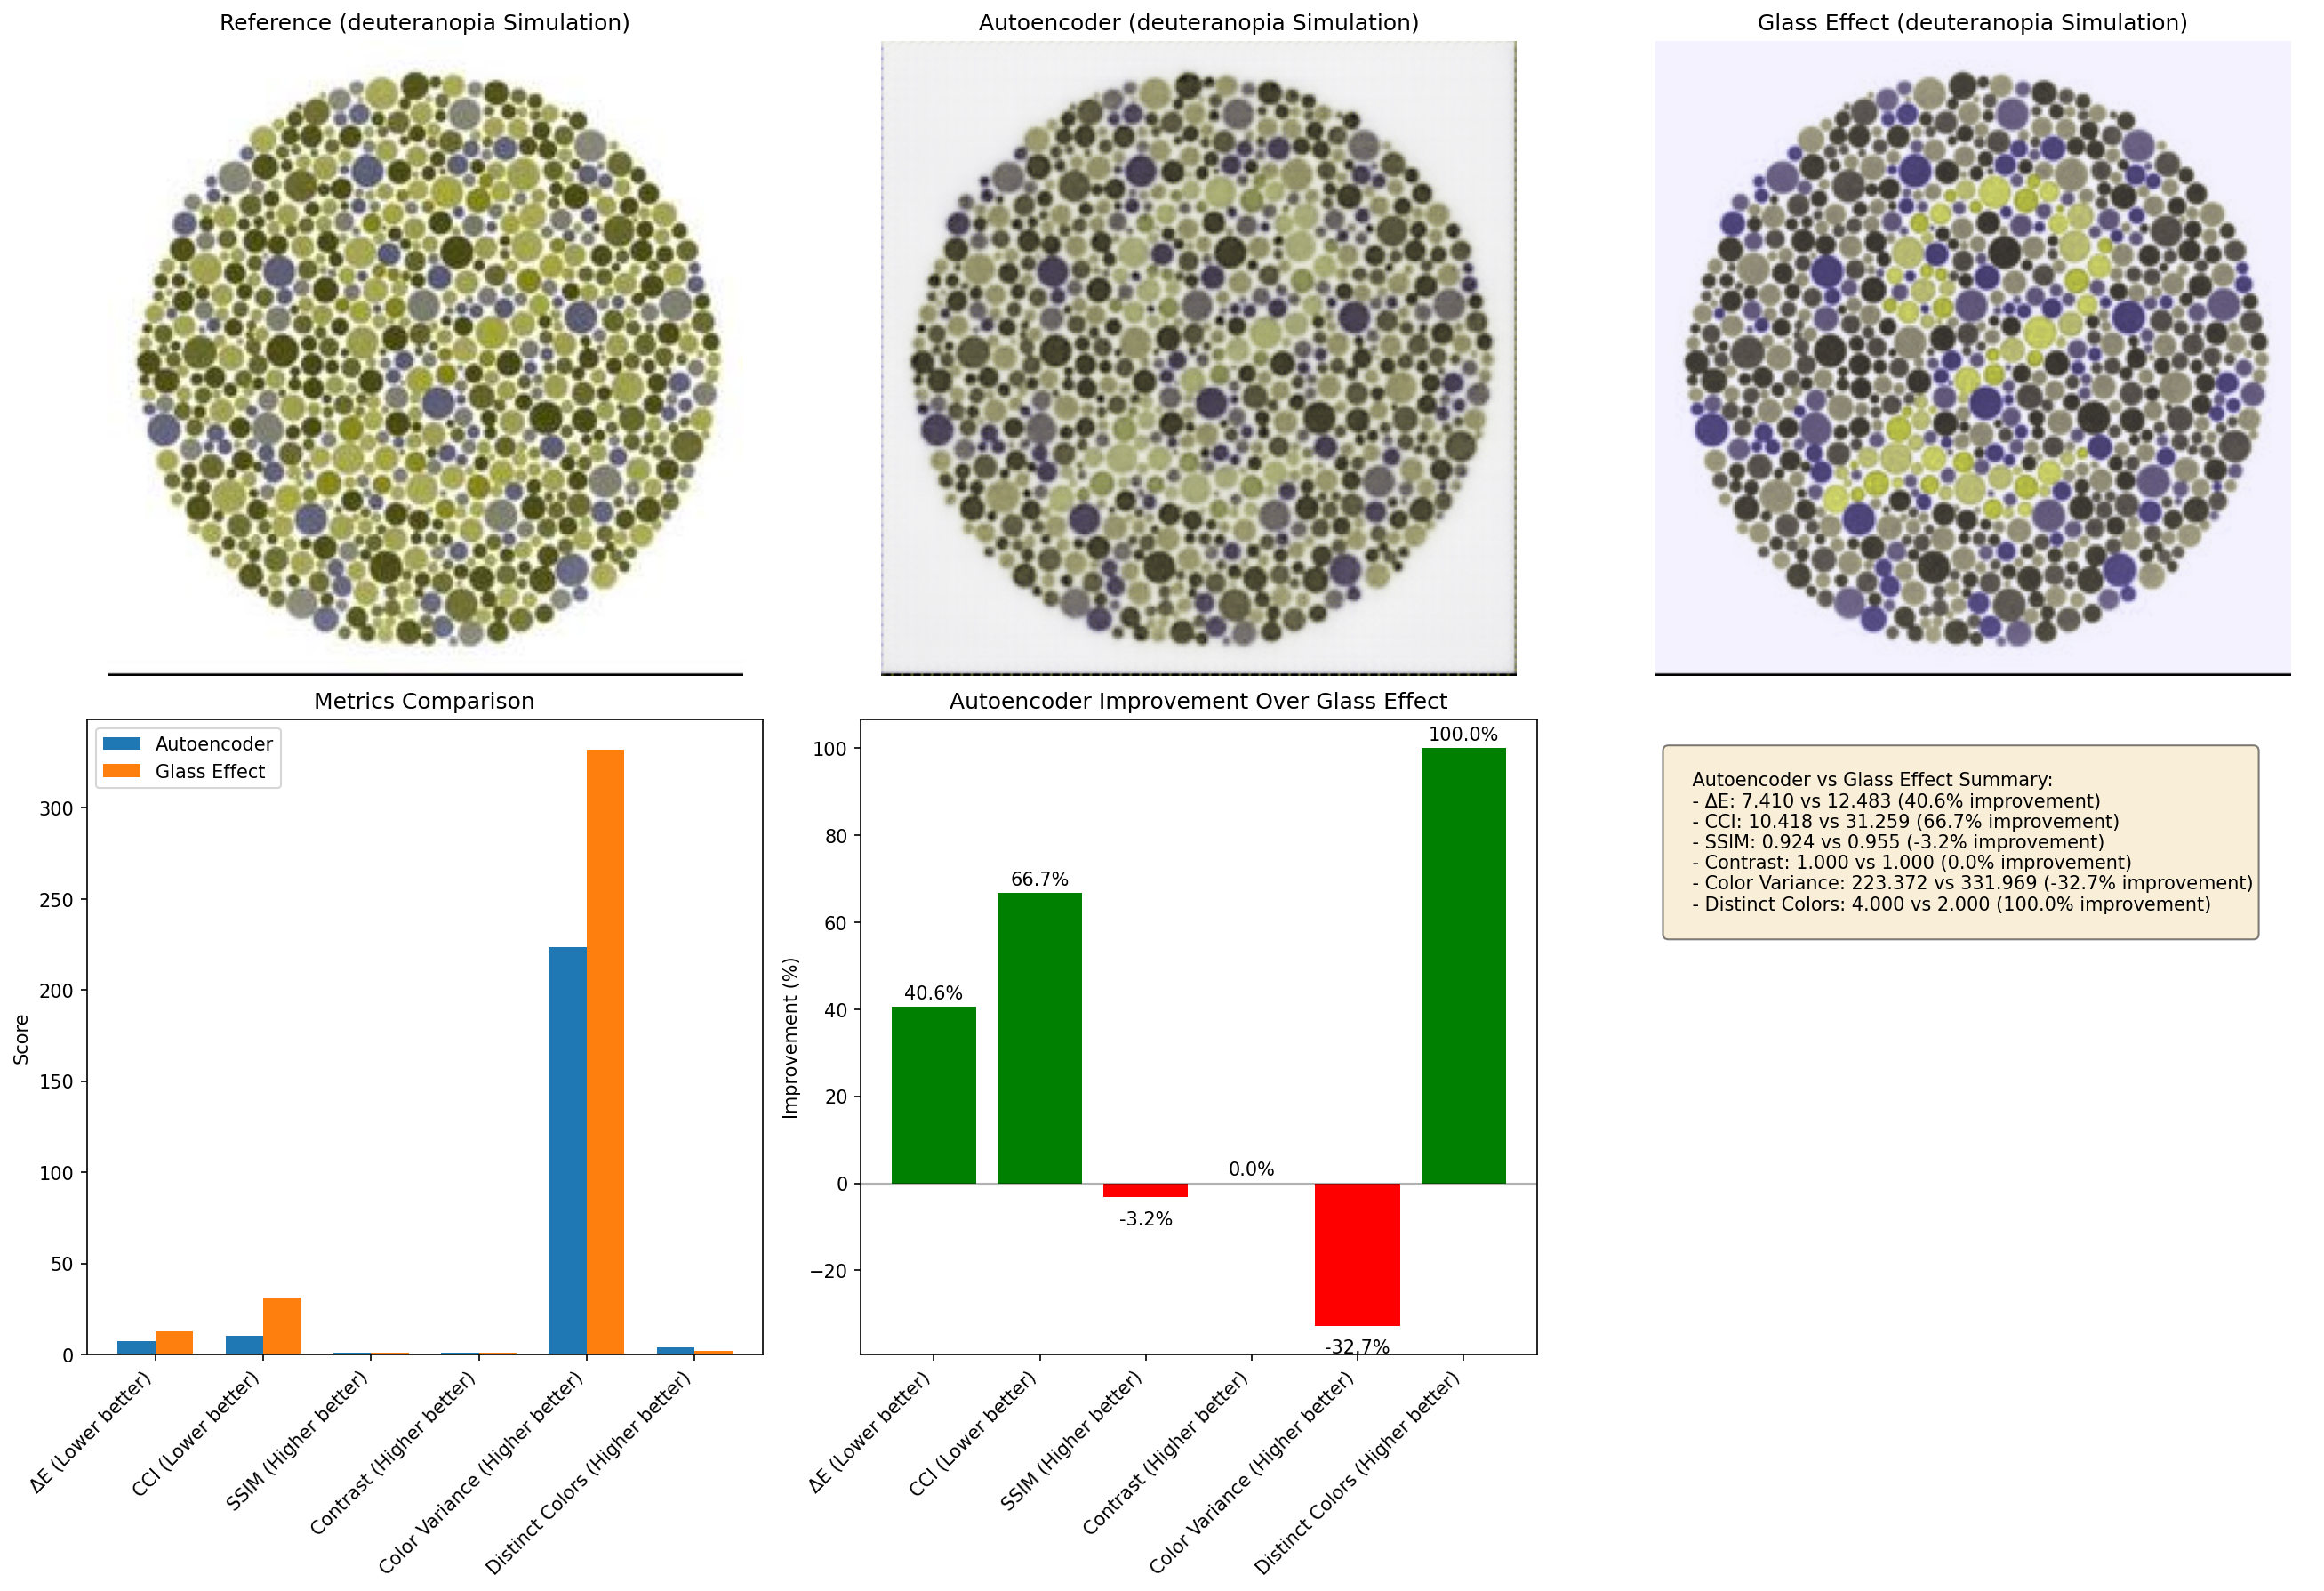 Reference (deuteranopia Simulation)
Autoencoder (deuteranopia Simulation)
Glass Effect (deuteranopia Simulation)
2
Metrics Comparison
Autoencoder
Glass Effect
Score
300
250
200
150
100
50
0
ΔE (Lower better)
CCI (Lower better)
SSIM (Higher better)
Contrast (Higher better)
Color Variance (Higher better)
Distinct Colors (Higher better)
Autoencoder Improvement Over Glass Effect
Improvement (%)
100
80
60
40
20
0
−20
40.6%
66.7%
-3.2%
0.0%
-32.7%
100.0%
ΔE (Lower better)
CCI (Lower better)
SSIM (Higher better)
Contrast (Higher better)
Color Variance (Higher better)
Distinct Colors (Higher better)
Autoencoder vs Glass Effect Summary:
- ΔE: 7.410 vs 12.483 (40.6% improvement)
- CCI: 10.418 vs 31.259 (66.7% improvement)
- SSIM: 0.924 vs 0.955 (-3.2% improvement)
- Contrast: 1.000 vs 1.000 (0.0% improvement)
- Color Variance: 223.372 vs 331.969 (-32.7% improvement)
- Distinct Colors: 4.000 vs 2.000 (100.0% improvement)